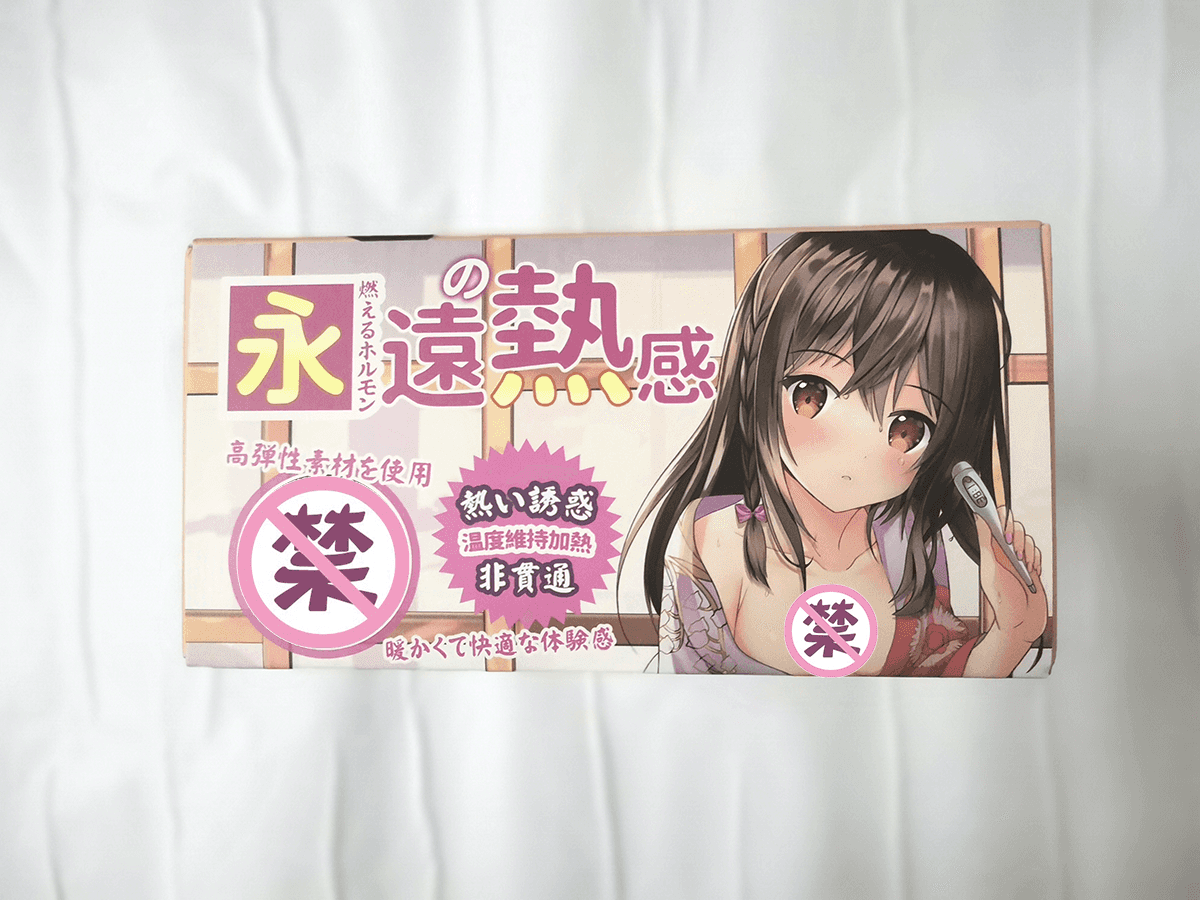 永遠の熱感
燃えるホルモン
高弾性素材を使用
禁
熱い誘惑
温度維持加熱
非貫通
暖かくて快適な体験感
禁